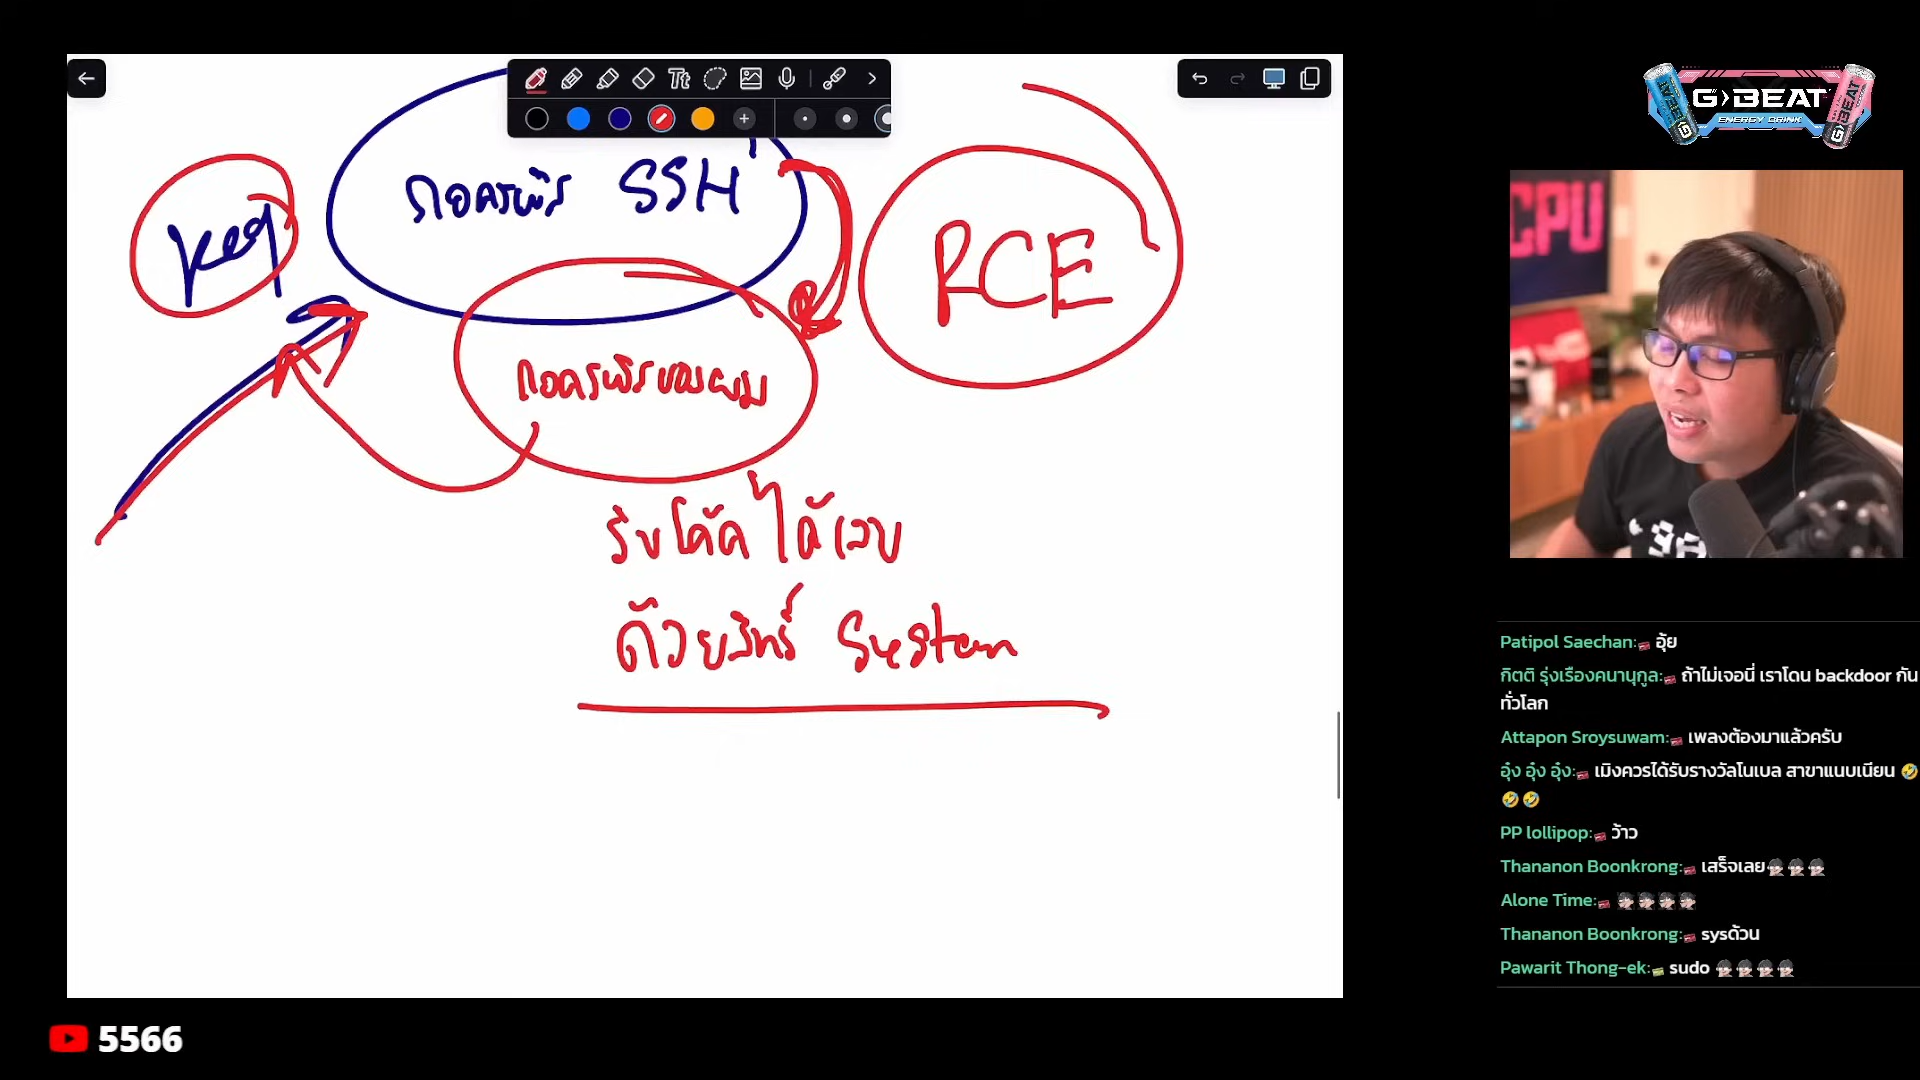 Tt
key
ถอดรหัส SSH
RCE
ถอดรหัสของผม
รันโค้ดได้เลย
ด้วยสิทธิ์ System
G>BEAT
ENERGY DRINK
CPU
Patipol Saechan: อุ้ย
กิตติ รุ่งเรืองคนานุกูล: ถ้าไม่เจอนี่ เราโดน backdoor กัน
ทั่วโลก
Attapon Sroysuwam: เพลงต้องมาแล้วครับ
อุ๋ง อุ๋ง อุ๋ง: เมิงควรได้รับรางวัลโนเบล สาขาแนบเนียน 🤣
🤣🤣
PP lollipop: ว้าว
Thananon Boonkrong: เสร็จเลย
Alone Time:
Thananon Boonkrong: sysด้วน
Pawarit Thong-ek: sudo
5566